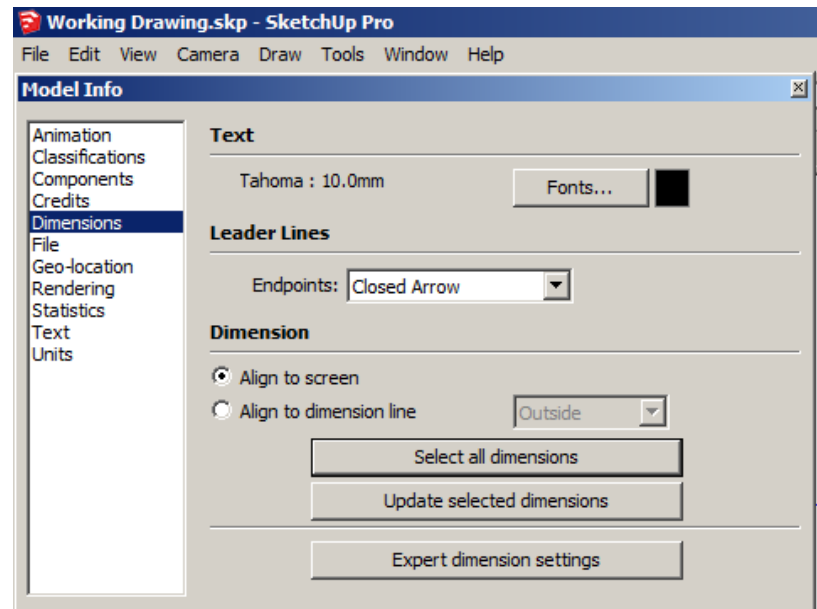 Working Drawing.skp - SketchUp Pro
File Edit View Camera Draw Tools Window Help
Model Info
Animation
Classifications
Components
Credits
Dimensions
File
Geo-location
Rendering
Statistics
Text
Units
Text
Tahoma : 10.0mm Fonts...
Leader Lines
Endpoints: Closed Arrow
Dimension
Align to screen
Align to dimension line Outside
Select all dimensions
Update selected dimensions
Expert dimension settings